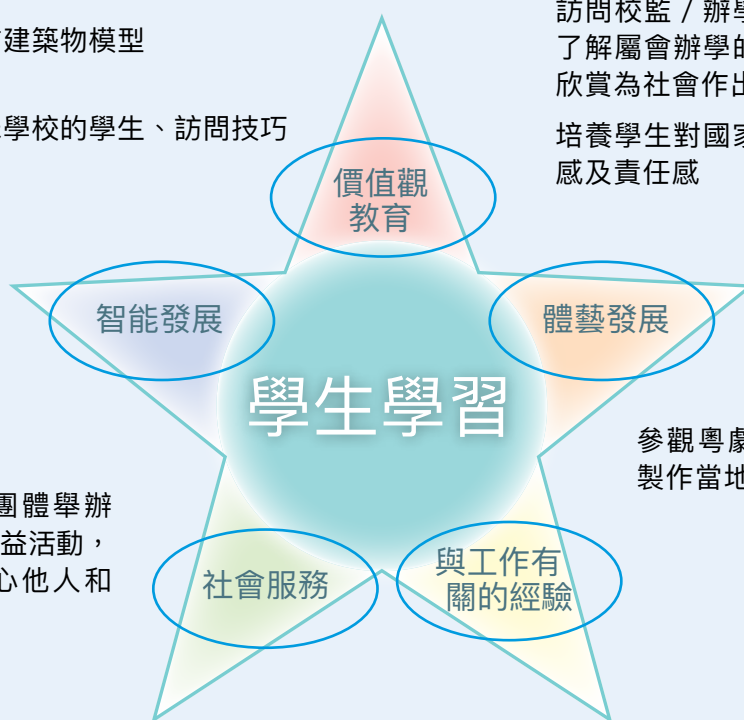 建築物模型
學校的學生、訪問技巧
訪問校監／辦學
了解屬會辦學的
欣賞為社會作出
培養學生對國家
感及責任感
價值觀
教育
智能發展
體藝發展
學生學習
參觀粵劇
製作當地
團體舉辦
益活動，
心他人和
社會服務
與工作有
關的經驗